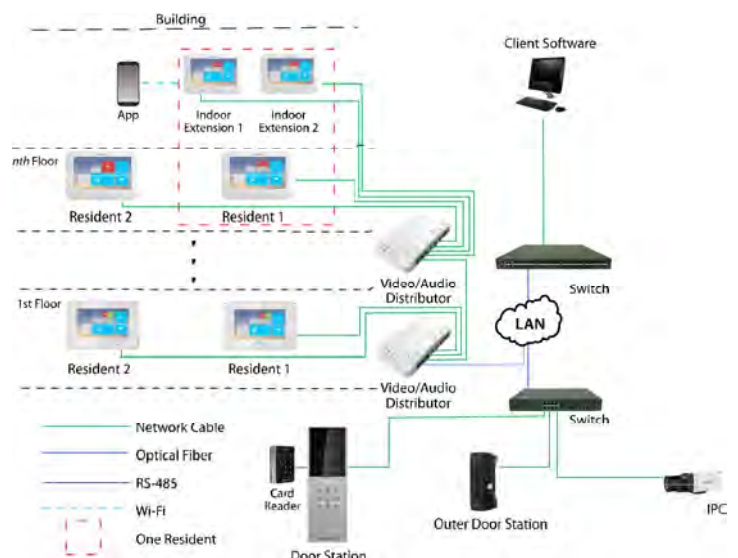 Building
Client Software
App
Indoor
Extension 1
Indoor
Extension 2
nth Floor
Resident 2
Resident 1
Video/Audio
Distributor
Switch
1st Floor
LAN
Resident 2
Resident 1
Video/Audio
Distributor
Switch
Network Cable
Optical Fiber
RS-485
Wi-Fi
One Resident
Card
Reader
Door Station
Outer Door Station
IPC